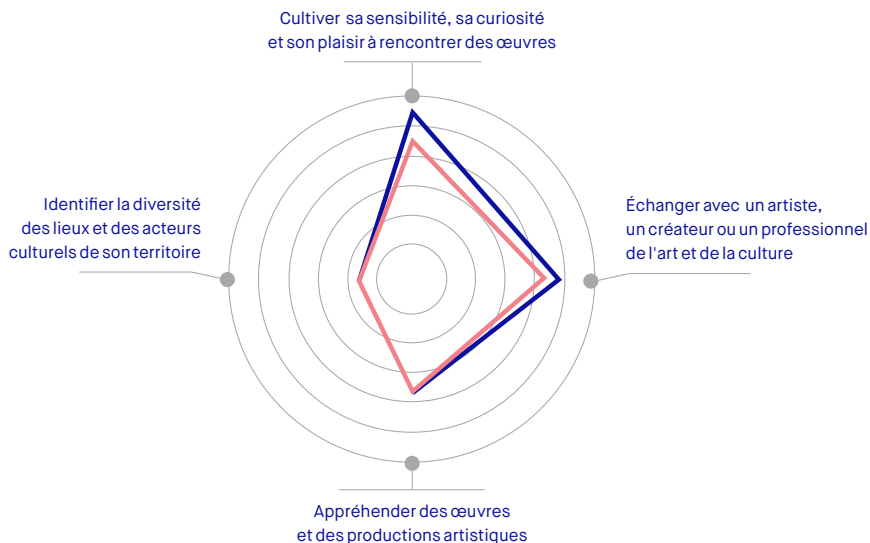 Cultiver sa sensibilité, sa curiosité
et son plaisir à rencontrer des œuvres
Identifier la diversité
des lieux et des acteurs
culturels de son territoire
Échanger avec un artiste,
un créateur ou un professionnel
de l'art et de la culture
Appréhender des œuvres
et des productions artistiques